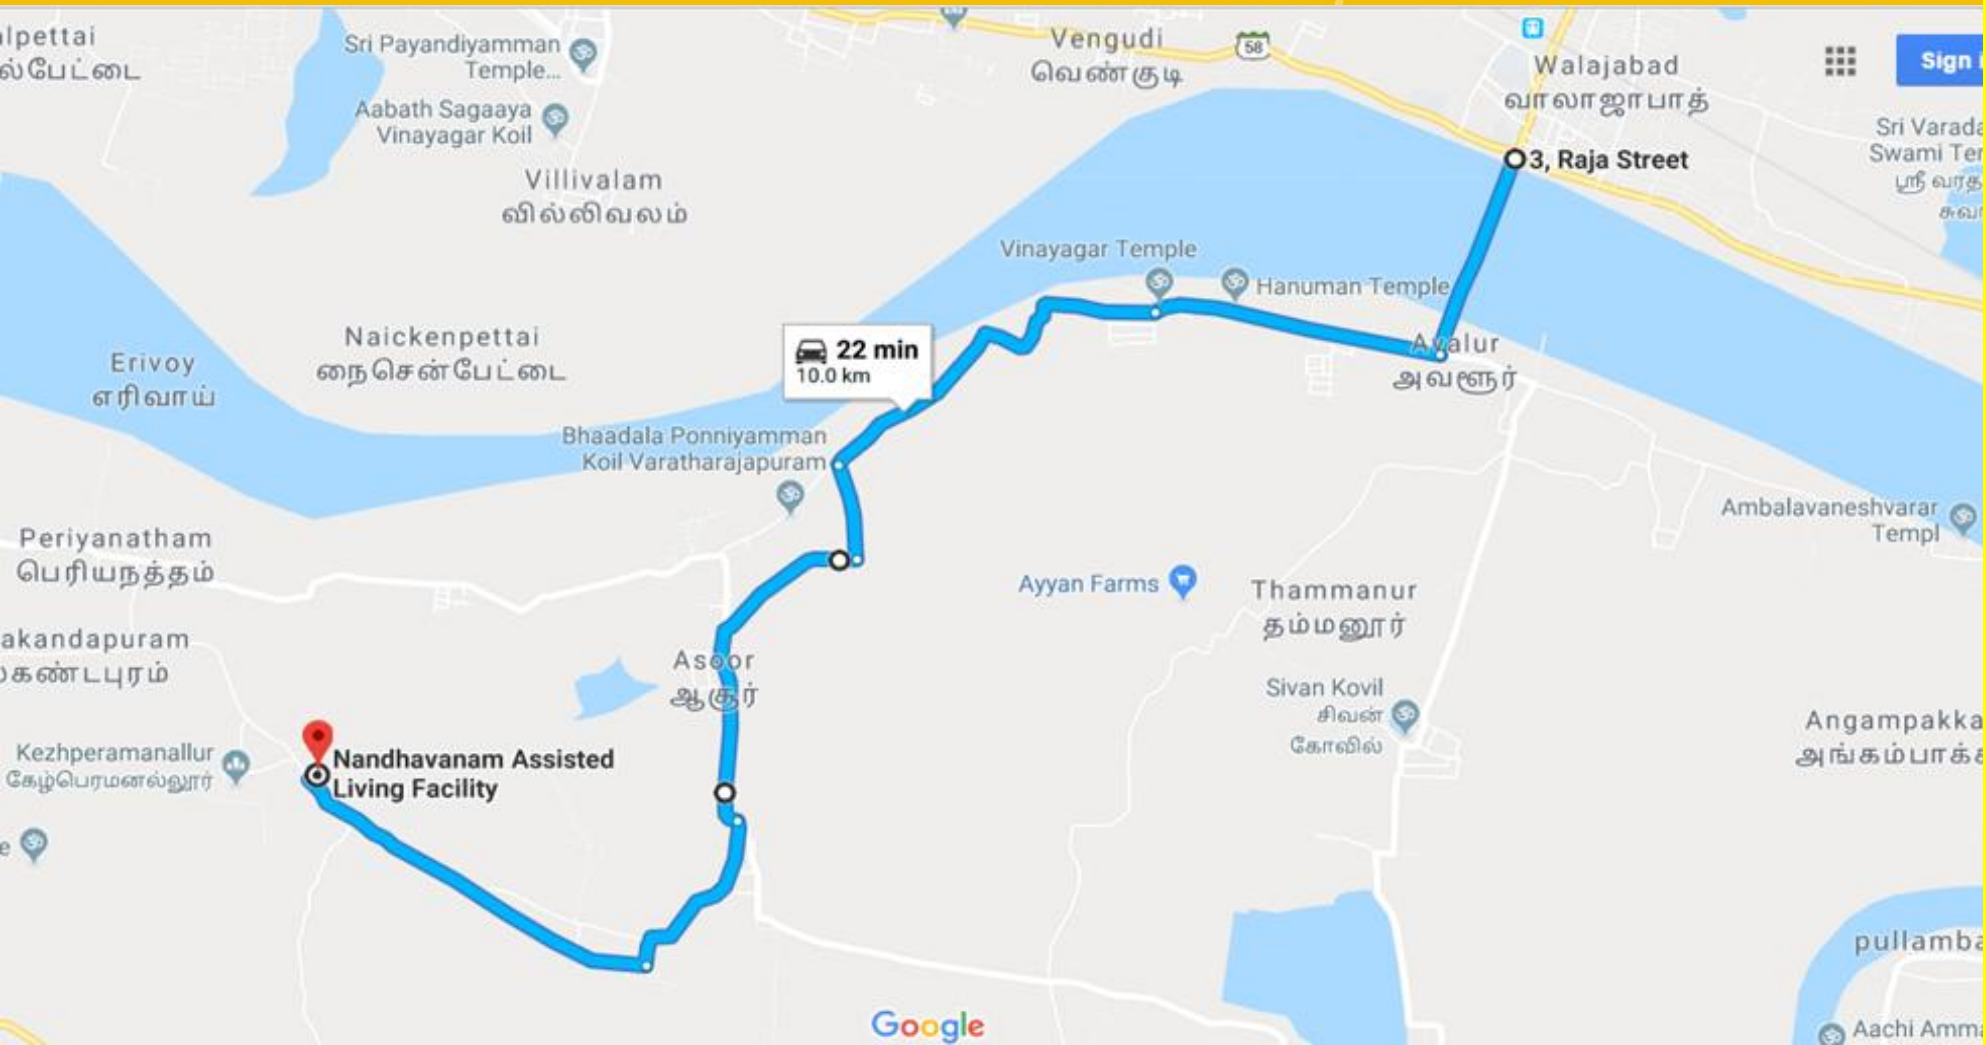 lpettai
ல்பேட்டை
Sri Payandiyamman
Temple...
Aabath Sagaaya
Vinayagar Koil
Villivalam
வில்லிவலம்
Vengudi
வெண்குடி
58
Walajabad
வாலாஜாபாத்
Sign i
Sri Varada
Swami Ter
ஸ்ரீ வரத
சுவா
3, Raja Street
Vinayagar Temple
Hanuman Temple
Naickenpettai
நைசென்பேட்டை
Erivoy
எரிவாய்
22 min
10.0 km
Avalur
அவளூர்
Bhaadala Ponniyamman
Koil Varatharajapuram
Ambalavaneshvarar
Templ
Periyanatham
பெரியநத்தம்
Ayyan Farms
Thammanur
தம்மனூர்
akandapuram
கண்டபுரம்
Asoor
ஆசூர்
Sivan Kovil
சிவன்
கோவில்
Angampakka
அங்கம்பாக்க
Kezhperamanallur
கேழ்பெரமனல்லூர்
Nandhavanam Assisted
Living Facility
e
pullamba
Google
Aachi Amma